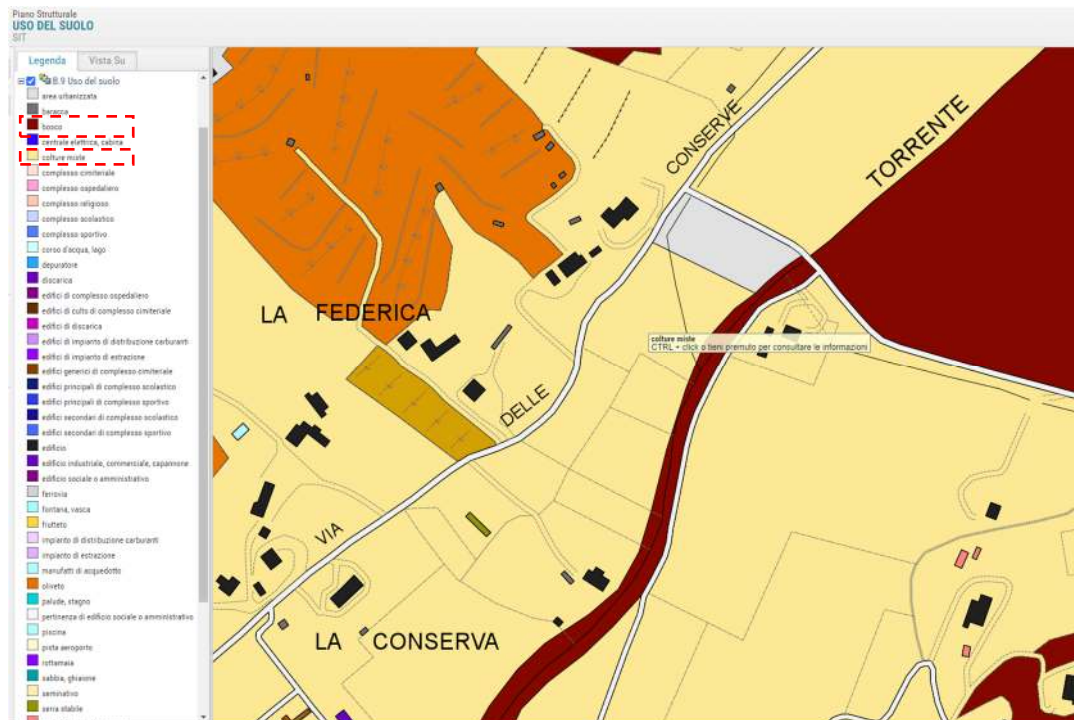 Piano Strutturale
USO DEL SUOLO
SIT
Legenda
Vista Su
B.9 Uso del suolo
area urbanizzata
baracca
bosco
centrale elettrica, cabina
colture miste
complesso cimiteriale
complesso ospedaliero
complesso religioso
complesso scolastico
complesso sportivo
corso d'acqua, lago
depuratore
discarica
edifici di complesso ospedaliero
edifici di culto di complesso cimiteriale
edifici di discarica
edifici di impianto di distribuzione carburanti
edifici di impianto di estrazione
edifici generici di complesso cimiteriale
edifici principali di complesso scolastico
edifici principali di complesso sportivo
edifici secondari di complesso scolastico
edifici secondari di complesso sportivo
edificio
edificio industriale, commerciale, capannone
edificio sociale o amministrativo
ferrovia
fontana, vasca
frutteto
impianto di distribuzione carburanti
impianto di estrazione
manufatti di acquedotto
oliveto
palude, stagno
pertinenza di edificio sociale o amministrativo
piscina
pista aeroporto
rottamaia
sabbia, ghiaione
seminativo
serra stabile
CONSERVE
TORRENTE
LA FEDERICA
colture miste
CTRL + click o tieni premuto per consultare le informazioni
DELLE
VIA
LA CONSERVA